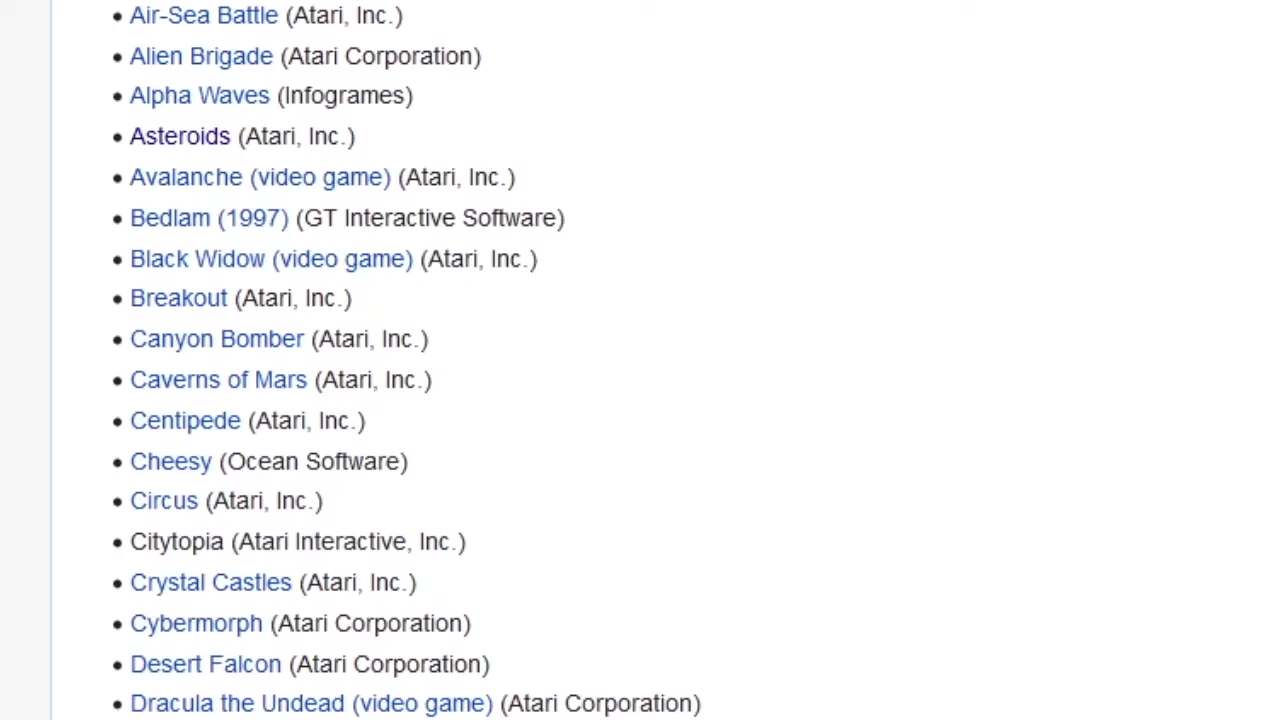 • Air-Sea Battle (Atari, Inc.)
• Alien Brigade (Atari Corporation)
• Alpha Waves (Infogrames)
• Asteroids (Atari, Inc.)
• Avalanche (video game) (Atari, Inc.)
• Bedlam (1997) (GT Interactive Software)
• Black Widow (video game) (Atari, Inc.)
• Breakout (Atari, Inc.)
• Canyon Bomber (Atari, Inc.)
• Caverns of Mars (Atari, Inc.)
• Centipede (Atari, Inc.)
• Cheesy (Ocean Software)
• Circus (Atari, Inc.)
• Citytopia (Atari Interactive, Inc.)
• Crystal Castles (Atari, Inc.)
• Cybermorph (Atari Corporation)
• Desert Falcon (Atari Corporation)
• Dracula the Undead (video game) (Atari Corporation)